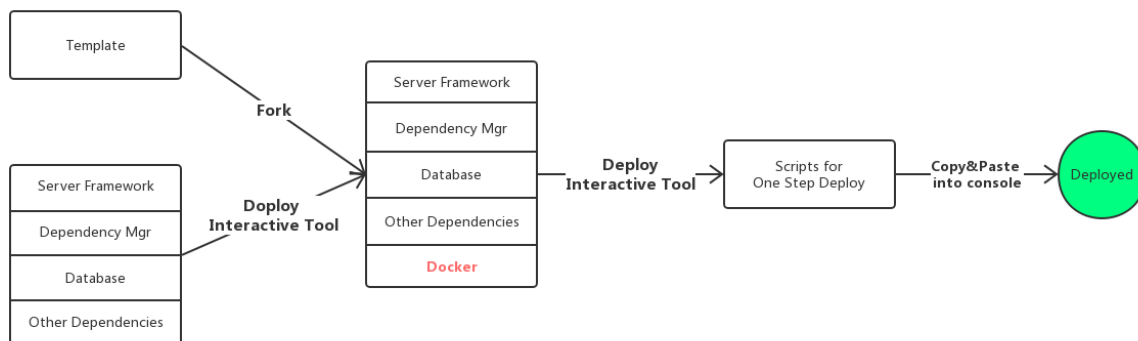 Template
Fork
Server Framework
Dependency Mgr
Database
Other Dependencies
Doploy
Interactive Tool
Server Framework
Dependency Mgr
Database
Other Dependencies
Docker
Deploy
Interactive Tool
Scripts for
One Step Deploy
Copy&Paste
into console
Deployed